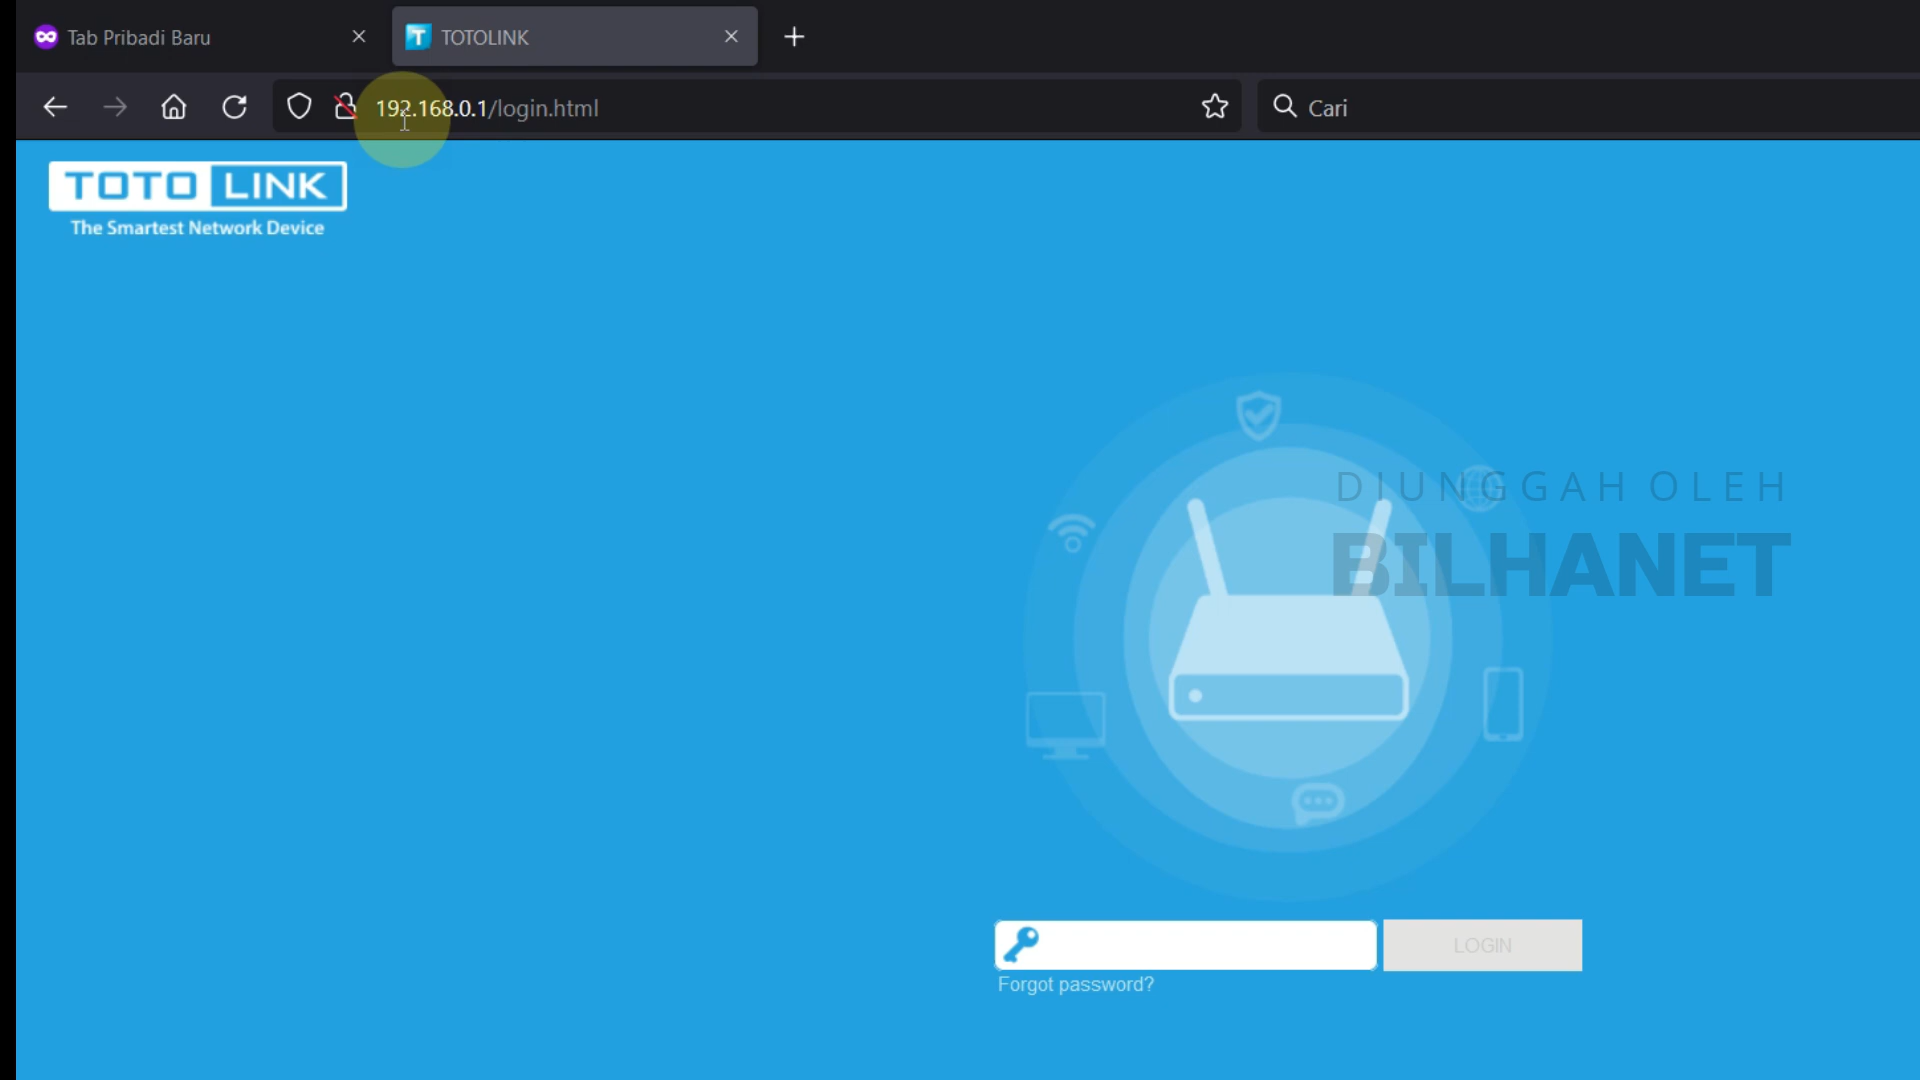 Tab Pribadi Baru
TOTOLINK
192.168.0.1/login.html
Cari
TOTO LINK
The Smartest Network Device
DIUNGGAH OLEH
BILHANET
LOGIN
Forgot password?